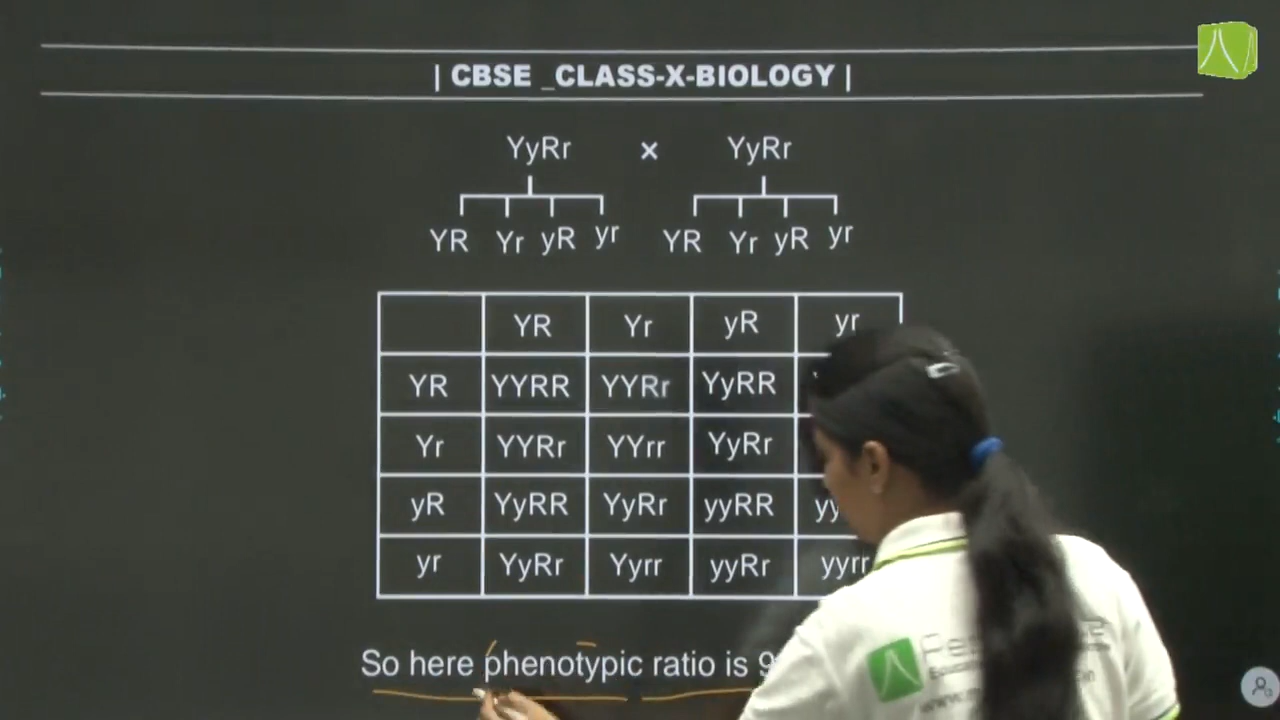 | CBSE _CLASS-X-BIOLOGY |
YyRr x YyRr
YR Yr yR yr YR Yr yR yr
YR Yr yR yr
YR YYRR YYRr YyRR
Yr YYRr YYrr YyRr
yR YyRR YyRr yyRR
yr YyRr Yyrr yyRr yyrr
So here phenotypic ratio is 9